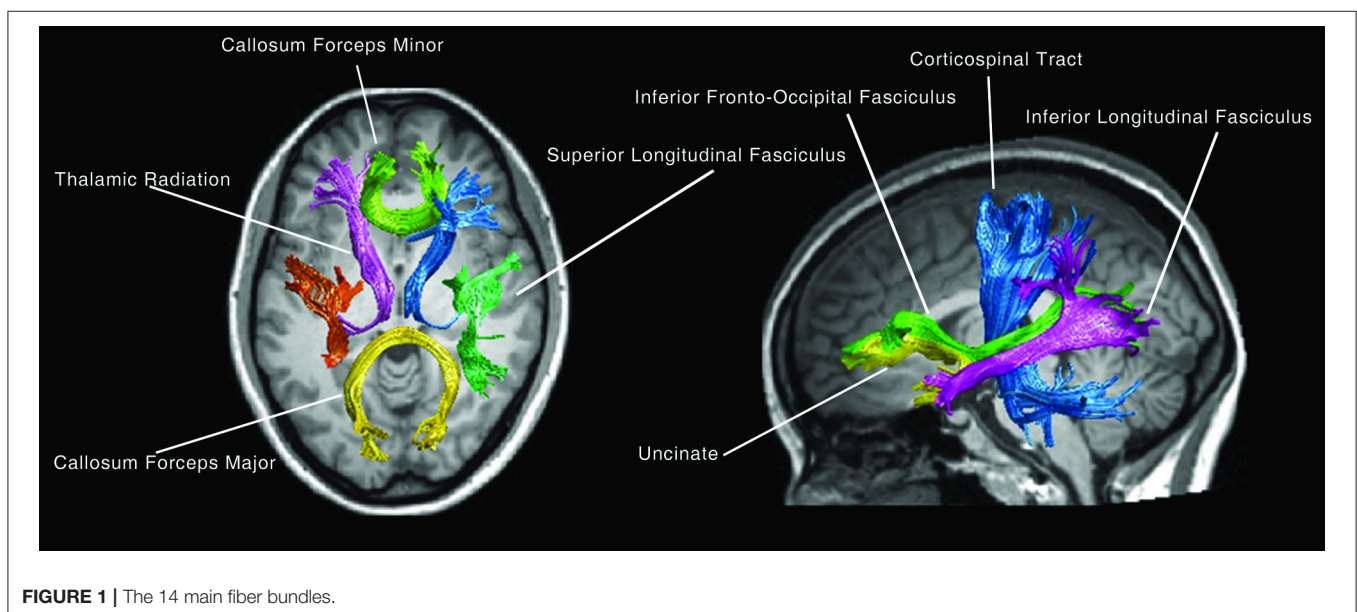 Callosum Forceps Minor
Corticospinal Tract
Inferior Fronto-Occipital Fasciculus
Inferior Longitudinal Fasciculus
Superior Longitudinal Fasciculus
Thalamic Radiation
Uncinate
Callosum Forceps Major
FIGURE 1 | The 14 main fiber bundles.